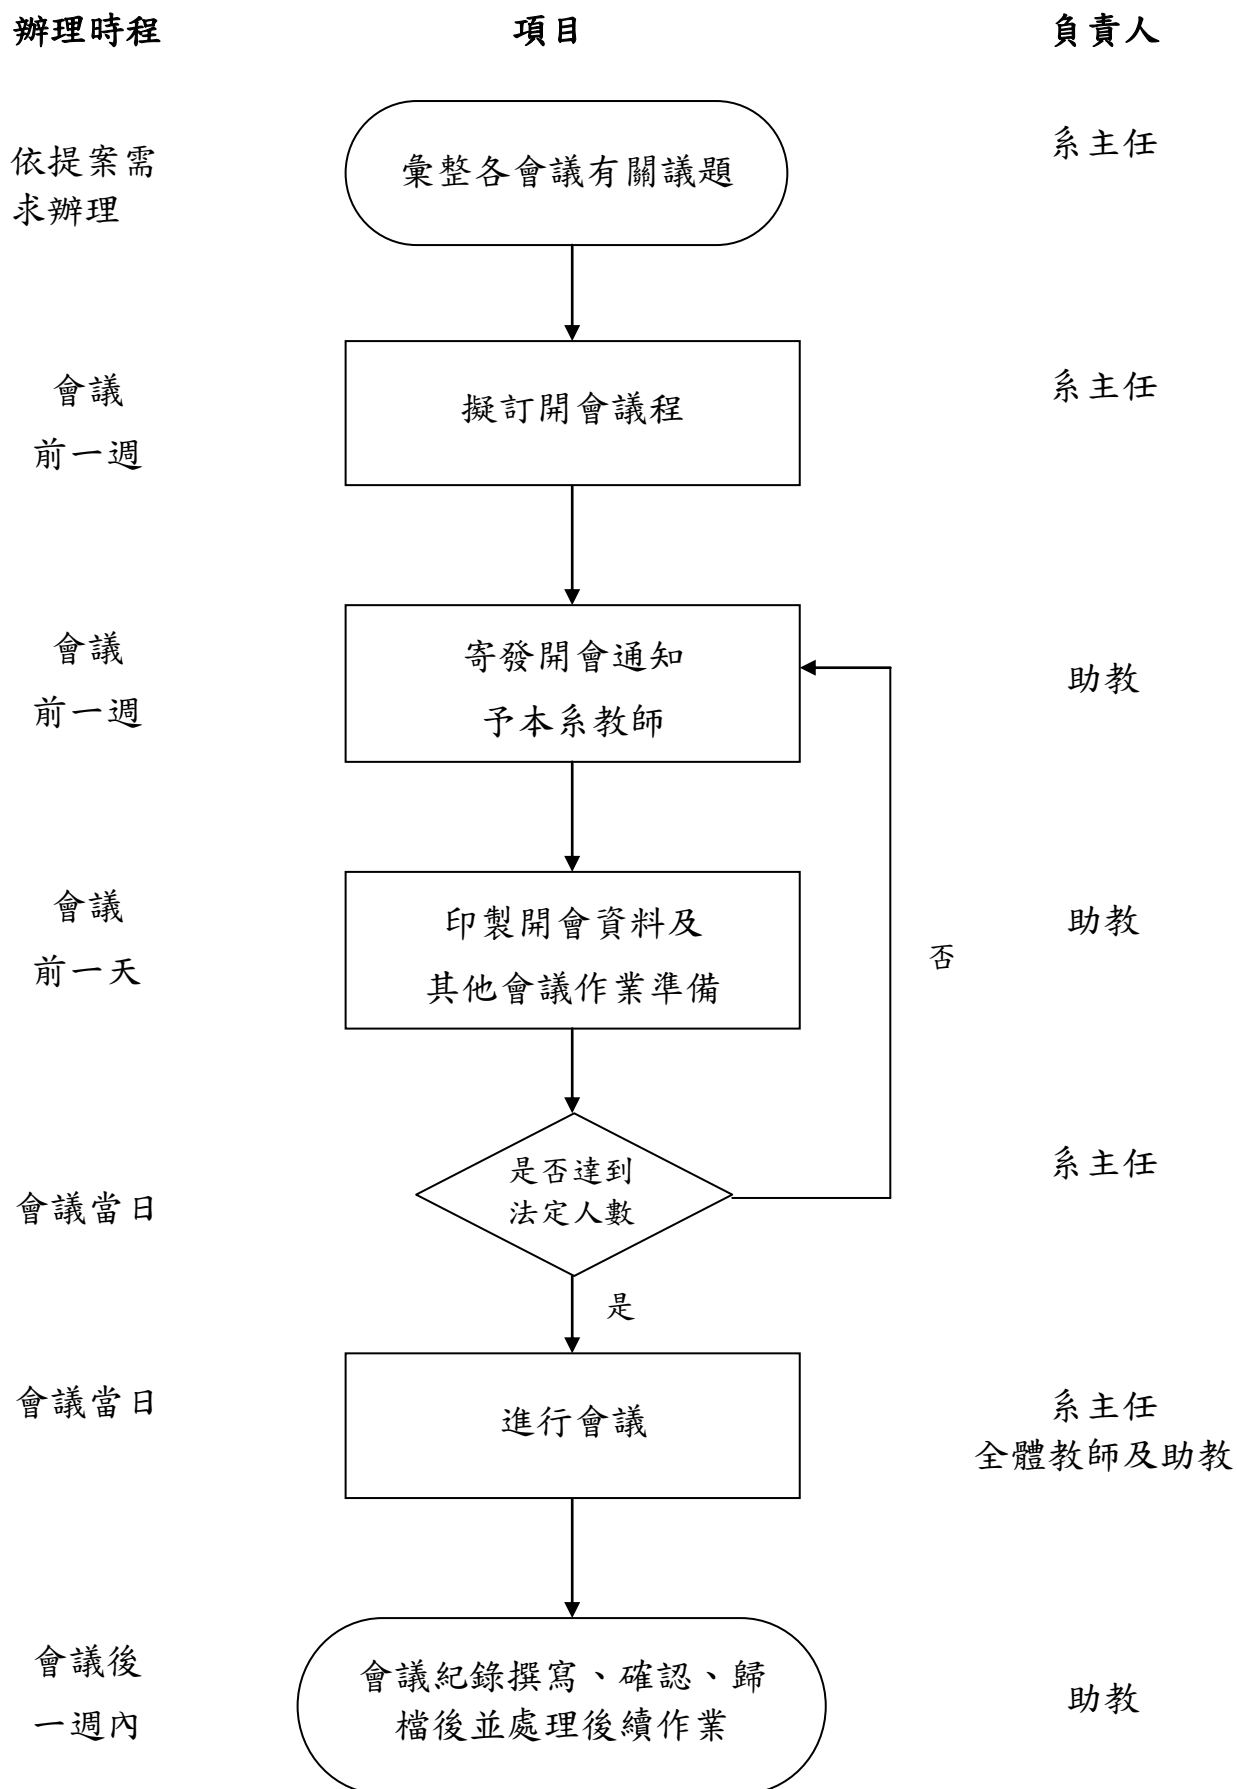 辦理時程
項目
負責人
依提案需
求辦理
彙整各會議有關議題
系主任
會議
前一週
擬訂開會議程
系主任
會議
前一週
寄發開會通知
予本系教師
助教
會議
前一天
印製開會資料及
其他會議作業準備
助教
否
會議當日
是否達到
法定人數
系主任
是
會議當日
進行會議
系主任
全體教師及助教
會議後
一週內
會議紀錄撰寫、確認、歸
檔後並處理後續作業
助教